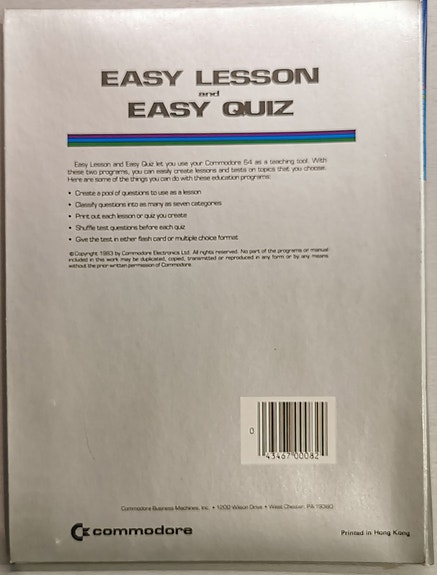 EASY LESSON
and
EASY QUIZ
Easy Lesson and Easy Quiz let you use your Commodore 64 as a teaching tool. With
these two programs, you can easily create lessons and tests on topics that you choose.
Here are some of the things you can do with these education programs:
• Create a pool of questions to use as a lesson
• Classify questions into as many as seven categories
• Print out each lesson or quiz you create
• Shuffle test questions before each quiz
• Give the test in either flash card or multiple choice format
© Copyright 1983 by Commodore Electronics Ltd. All rights reserved. No part of the programs or manual
included in this work may be duplicated, copied, transmitted or reproduced in any form or by any means
without the prior written permission of Commodore.
0
43467 00082
Commodore Business Machines, Inc. • 1200 Wilson Drive • West Chester, PA 19380
commodore
Printed in Hong Kong